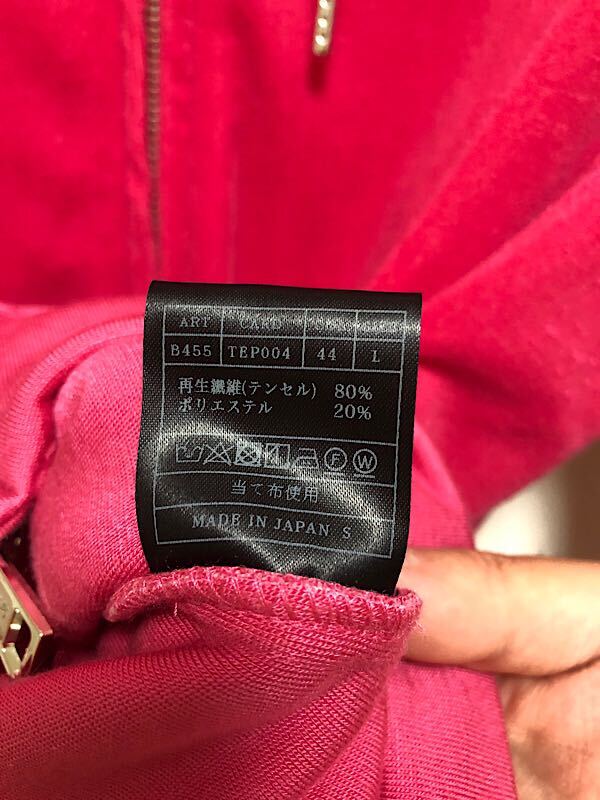 ART CARD
B455 TEP004 44 L
再生繊維(テンセル) 80%
ポリエステル 20%
F W
当て布使用
MADE IN JAPAN S